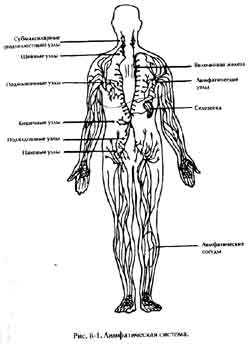 Субмаксиллярные
(подчелюстные) узлы
Шейные узлы
Вилочковая железа
Подмышечные узлы
Лимфатические
узлы
Селезенка
Кишечные узлы
Подвздошные узлы
Паховые узлы
Лимфатические
сосуды
Рис. 8-1. Лимфатическая система.